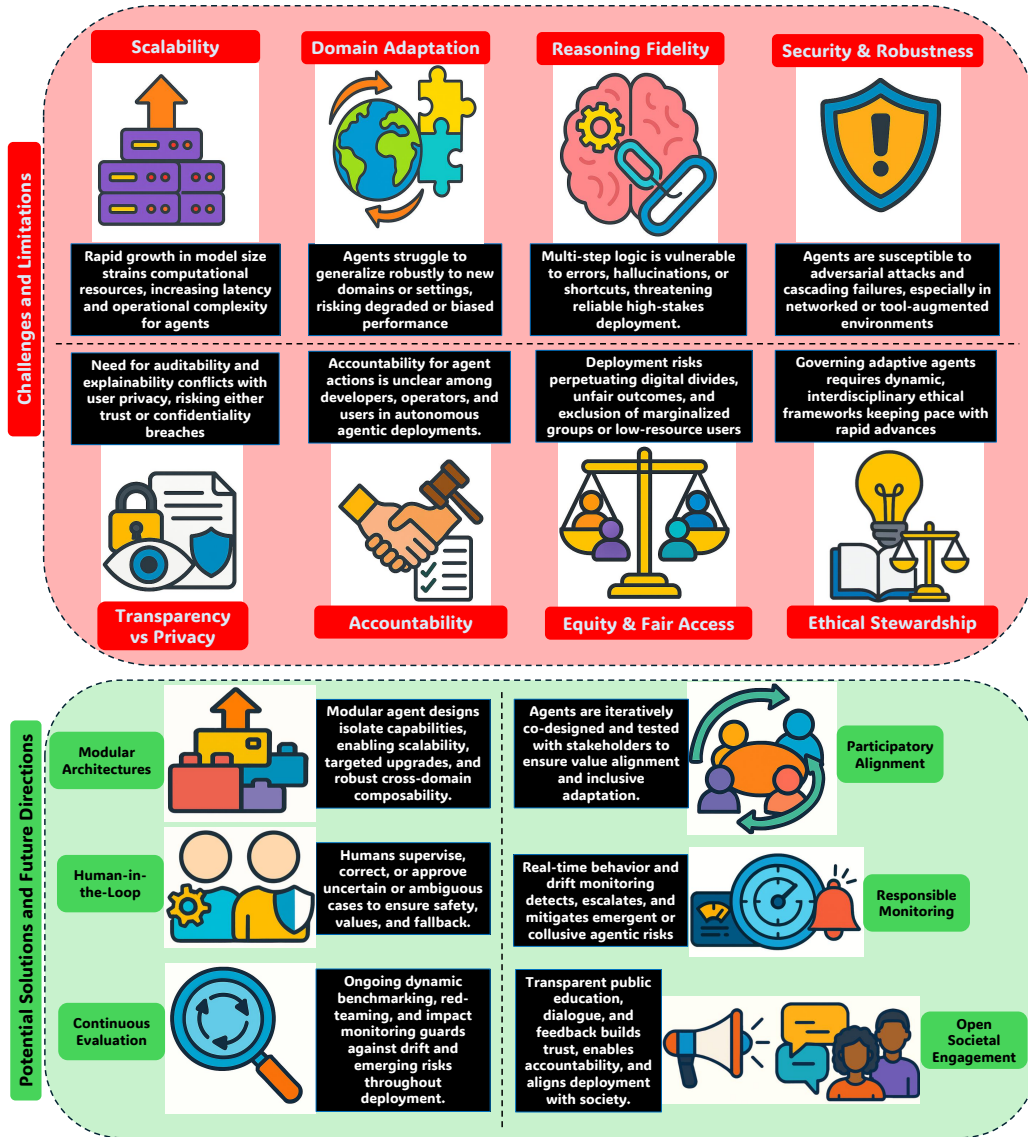 Challenges and Limitations
Scalability
Domain Adaptation
Reasoning Fidelity
Security & Robustness
Rapid growth in model size
strains computational
resources, increasing latency
and operational complexity
for agents
Agents struggle to
generalize robustly to new
domains or settings,
risking degraded or biased
performance
Multi-step logic is vulnerable
to errors, hallucinations, or
shortcuts, threatening
reliable high-stakes
deployment.
Agents are susceptible to
adversarial attacks and
cascading failures, especially in
networked or tool-augmented
environments
Need for auditability and
explainability conflicts with
user privacy, risking either
trust or confidentiality
breaches
Accountability for agent
actions is unclear among
developers, operators, and
users in autonomous
agentic deployments.
Deployment risks
perpetuating digital divides,
unfair outcomes, and
exclusion of marginalized
groups or low-resource users
Governing adaptive agents
requires dynamic,
interdisciplinary ethical
frameworks keeping pace with
rapid advances
Transparency
vs Privacy
Accountability
Equity & Fair Access
Ethical Stewardship
Potential Solutions and Future Directions
Modular
Architectures
Modular agent designs
isolate capabilities,
enabling scalability,
targeted upgrades, and
robust cross-domain
composability.
Agents are iteratively
co-designed and tested
with stakeholders to
ensure value alignment
and inclusive
adaptation.
Participatory
Alignment
Human-in-
the-Loop
Humans supervise,
correct, or approve
uncertain or ambiguous
cases to ensure safety,
values, and fallback.
Real-time behavior and
drift monitoring
detects, escalates, and
mitigates emergent or
collusive agentic risks
Responsible
Monitoring
Continuous
Evaluation
Ongoing dynamic
benchmarking, red-
teaming, and impact
monitoring guards
against drift and
emerging risks
throughout
deployment.
Transparent public
education,
dialogue, and
feedback builds
trust, enables
accountability, and
aligns deployment
with society.
Open
Societal
Engagement